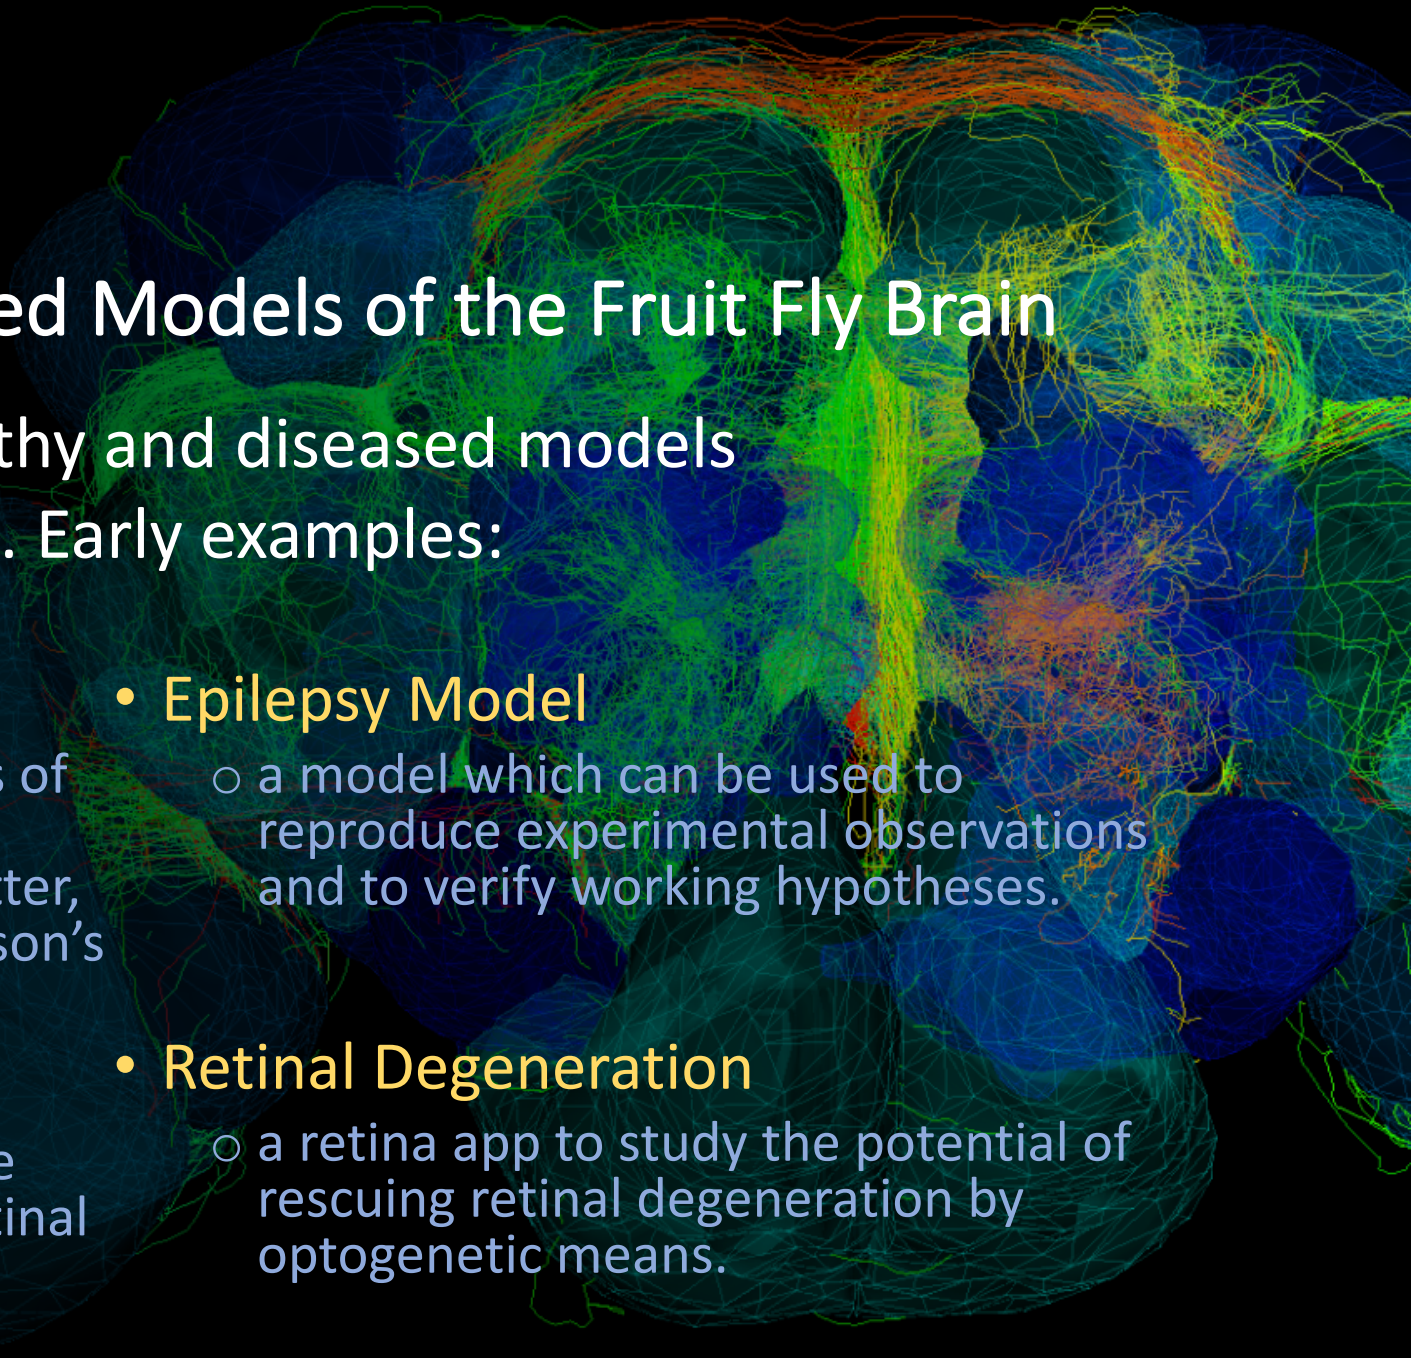 ed Models of the Fruit Fly Brain
thy and diseased models
. Early examples:
s of
ter,
son’s
e
tinal
• Epilepsy Model
o a model which can be used to
reproduce experimental observations
and to verify working hypotheses.
• Retinal Degeneration
o a retina app to study the potential of
rescuing retinal degeneration by
optogenetic means.